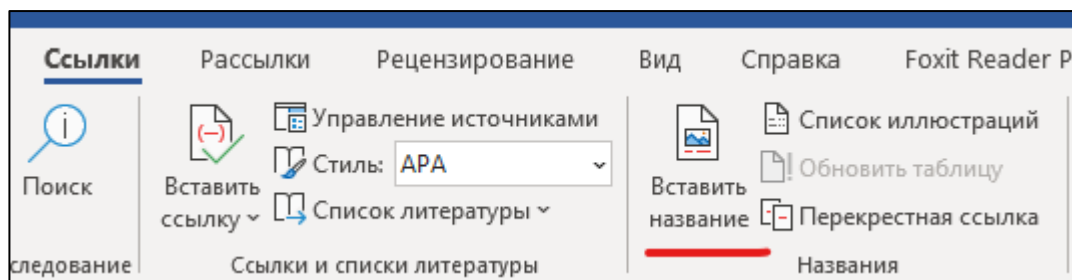 Ссылки Рассылки Рецензирование Вид Справка Foxit Reader P
Поиск
следование
Вставить
ссылку
Управление источниками
Стиль: APA
Список литературы
Ссылки и списки литературы
Вставить
название
Список иллюстраций
Обновить таблицу
Перекрестная ссылка
Названия